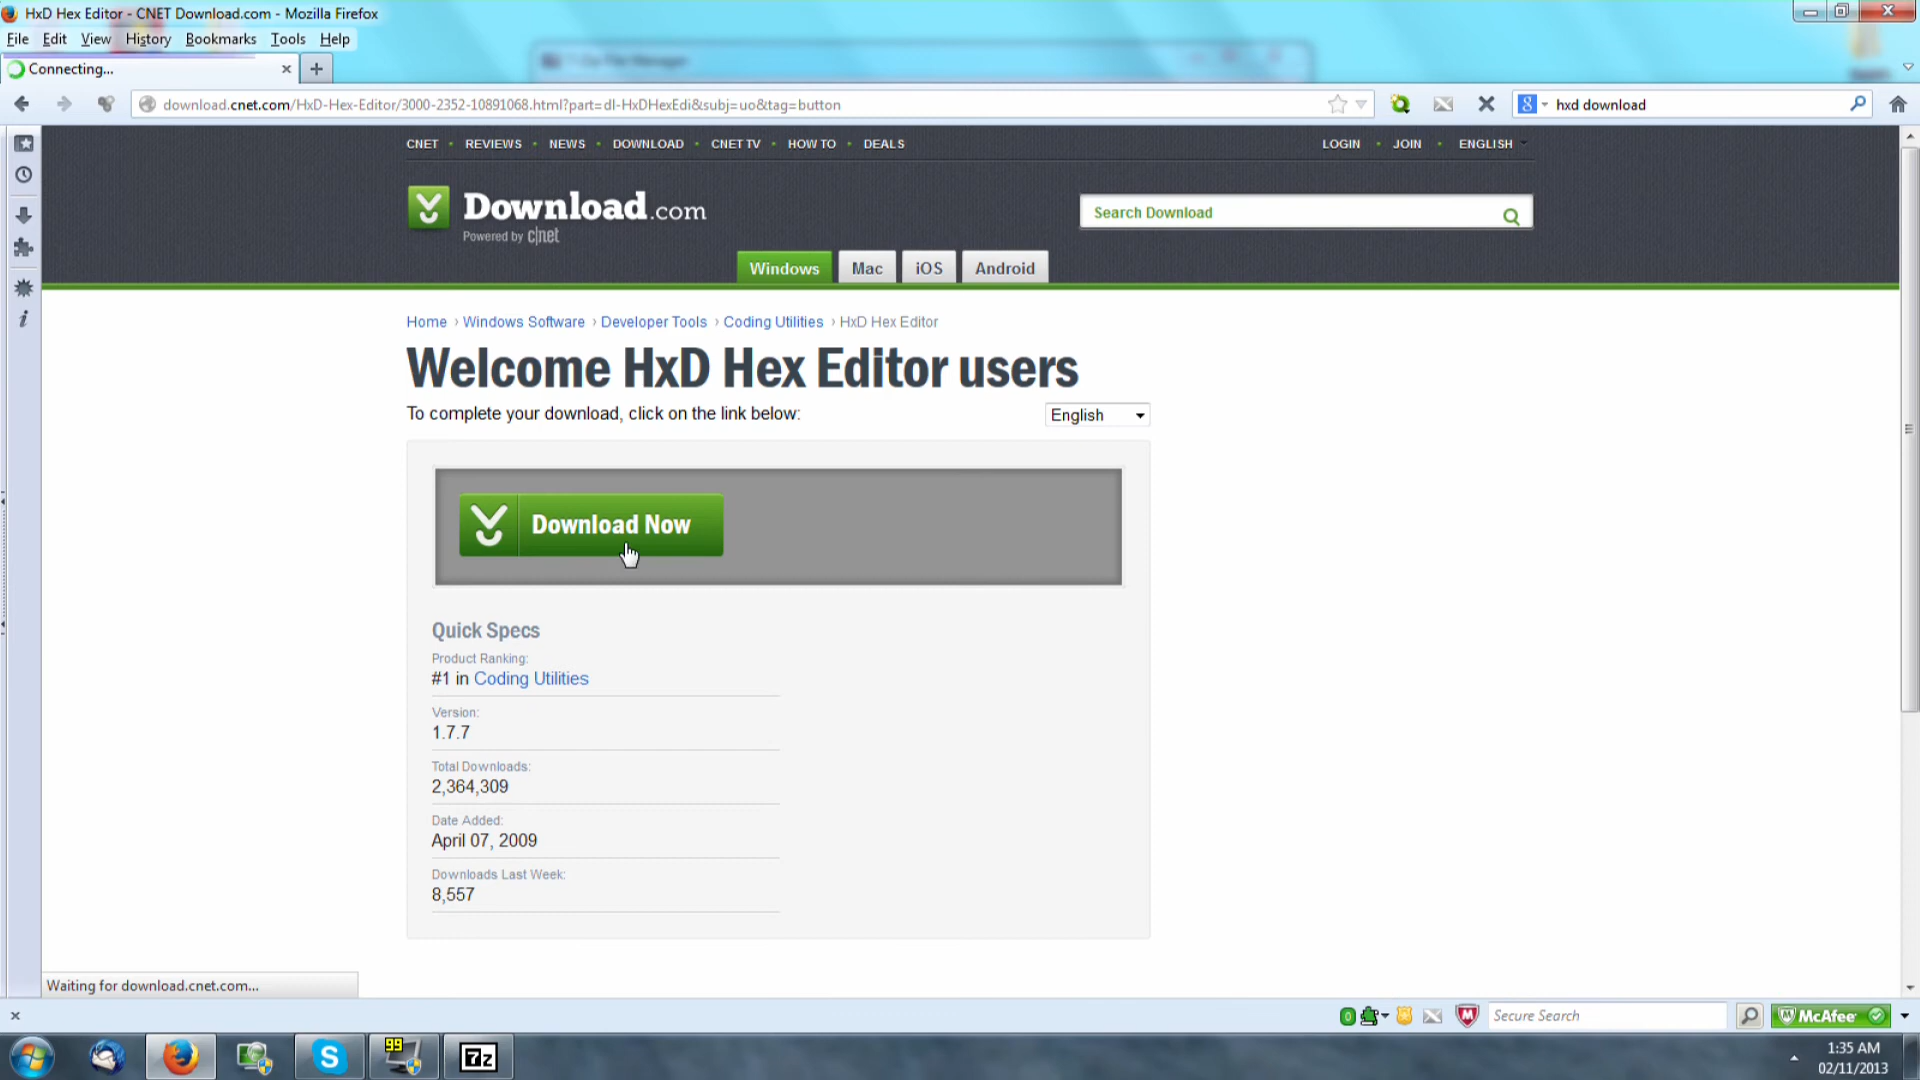 HxD Hex Editor - CNET Download.com - Mozilla Firefox
File Edit View History Bookmarks Tools Help
Connecting...
download.cnet.com/HxD-Hex-Editor/3000-2352-10891068.html?part=dl-HxDHexEdi&subj=uo&tag=button
hxd download
CNET • REVIEWS • NEWS • DOWNLOAD • CNET TV • HOW TO • DEALS
LOGIN • JOIN • ENGLISH
Download.com
Powered by c|net
Search Download
Windows Mac iOS Android
Home › Windows Software › Developer Tools › Coding Utilities › HxD Hex Editor
Welcome HxD Hex Editor users
To complete your download, click on the link below:
English
Download Now
Quick Specs
Product Ranking:
#1 in Coding Utilities
Version:
1.7.7
Total Downloads:
2,364,309
Date Added:
April 07, 2009
Downloads Last Week:
8,557
Waiting for download.cnet.com...
0
Secure Search
McAfee
99
7z
1:35 AM
02/11/2013